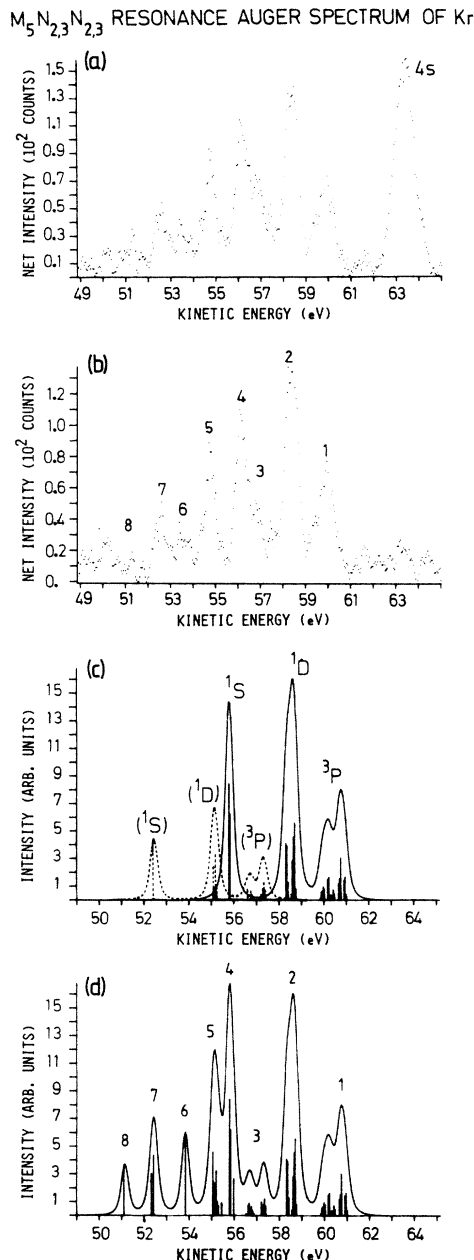 M5N2,3N2,3 RESONANCE AUGER SPECTRUM OF Kr
(a)
4s
NET INTENSITY (10² COUNTS)
1.5
1.3
1.1
0.9
0.7
0.5
0.3
0.1
49 51 53 55 57 59 61 63
KINETIC ENERGY (eV)
(b)
NET INTENSITY (10² COUNTS)
1.2
1.0
0.8
0.6
0.4
0.2
0.
8 7 6 5 4 3 2 1
49 51 53 55 57 59 61 63
KINETIC ENERGY (eV)
(c)
INTENSITY (ARB. UNITS)
15
13
11
9
7
5
3
1
(¹S) (¹D) ¹S (³P) ¹D ³P
50 52 54 56 58 60 62 64
KINETIC ENERGY (eV)
(d)
INTENSITY (ARB. UNITS)
15
13
11
9
7
5
3
1
8 7 6 5 4 3 2 1
50 52 54 56 58 60 62 64
KINETIC ENERGY (eV)